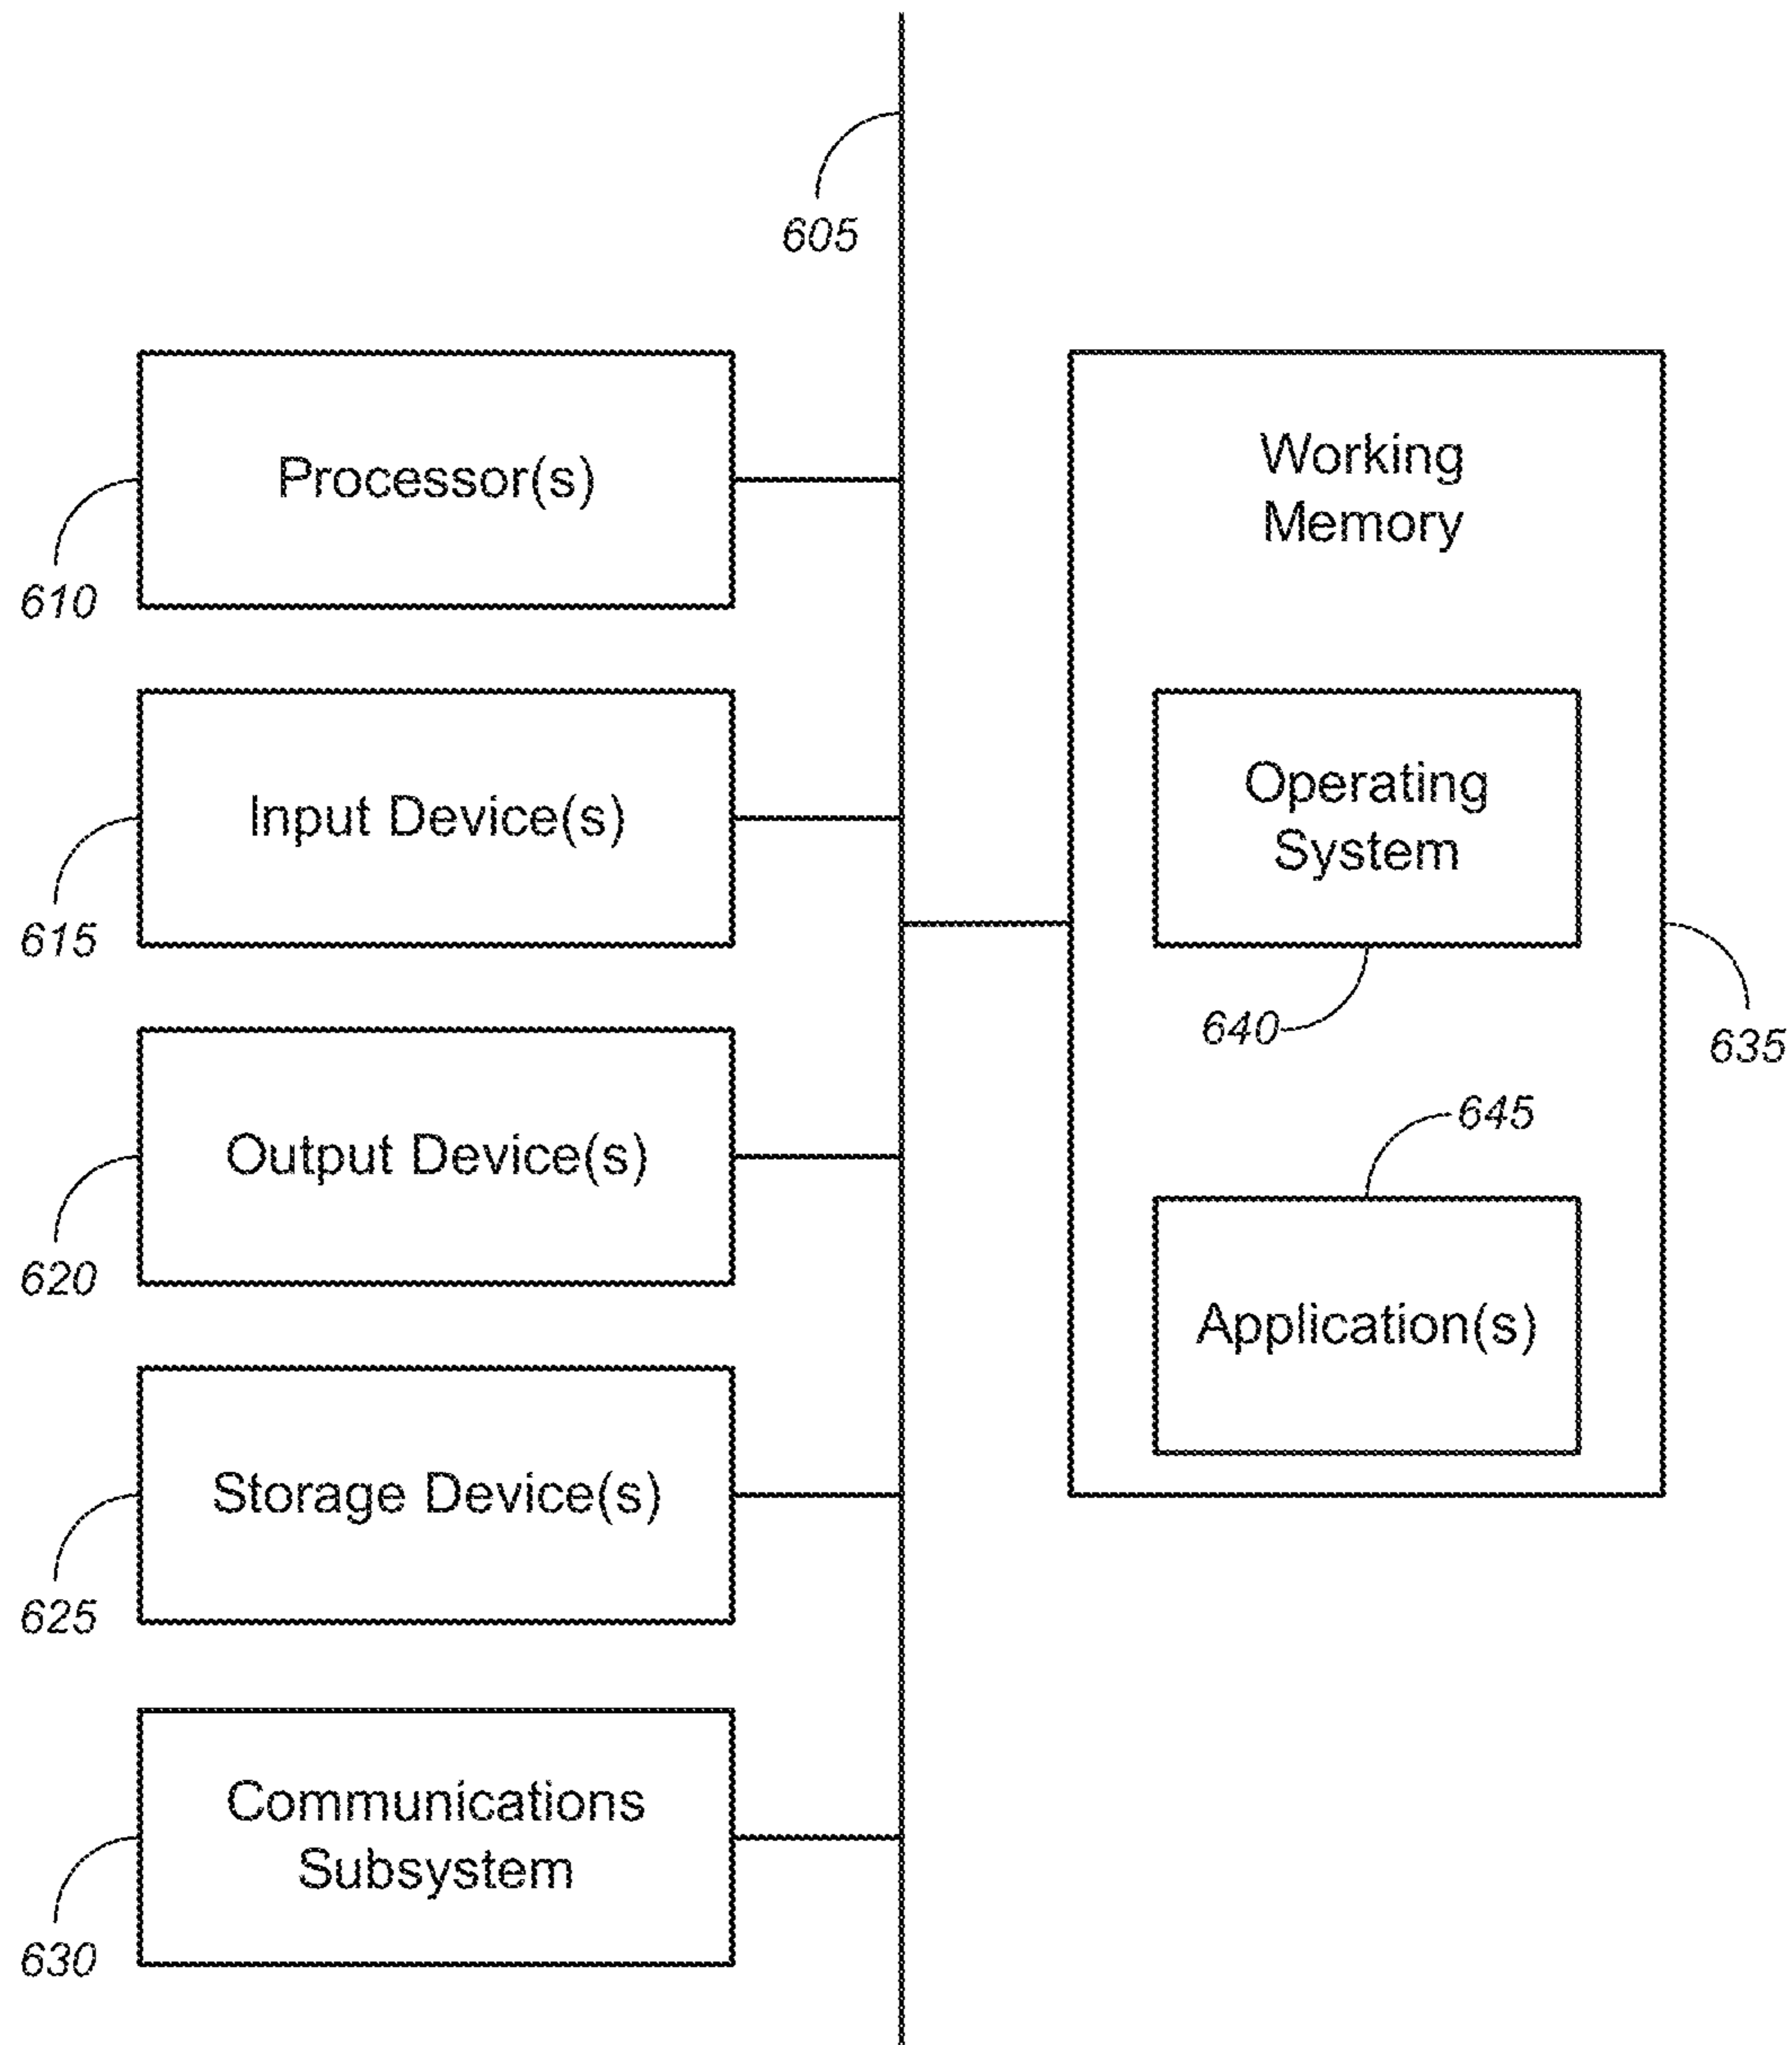 605
Processor(s)
610
Input Device(s)
615
Output Device(s)
620
Storage Device(s)
625
Communications
Subsystem
630
Working
Memory
Operating
System
640
635
645
Application(s)